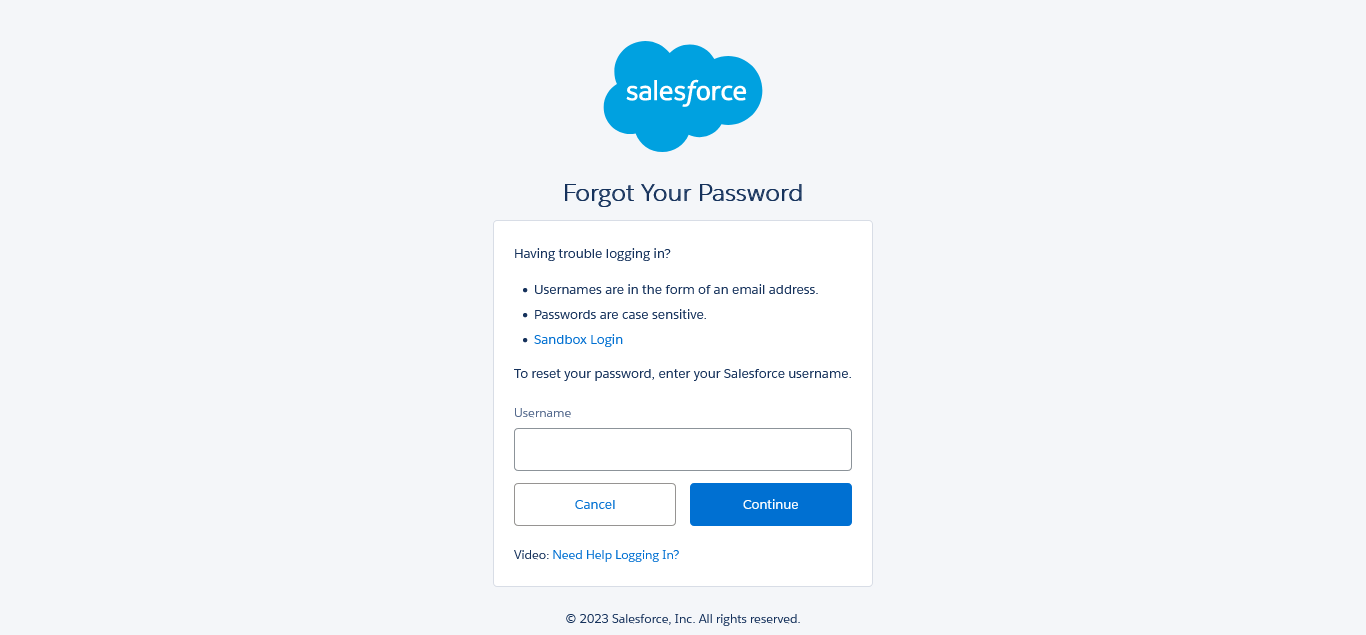 salesforce
Forgot Your Password
Having trouble logging in?
• Usernames are in the form of an email address.
• Passwords are case sensitive.
• Sandbox Login
To reset your password, enter your Salesforce username.
Username
Cancel
Continue
Video: Need Help Logging In?
© 2023 Salesforce, Inc. All rights reserved.